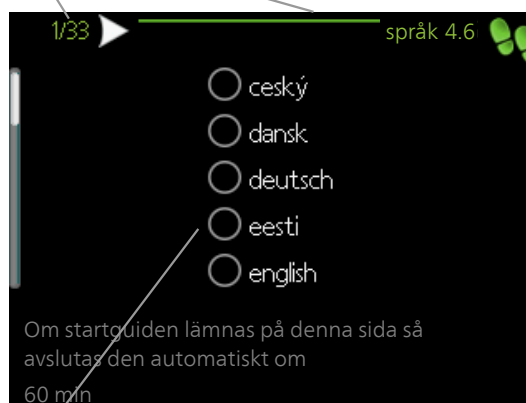 1/33
språk 4.6
ceský
dansk
deutsch
eesti
english
Om startguiden lämnas på denna sida så
avslutas den automatiskt om
60 min